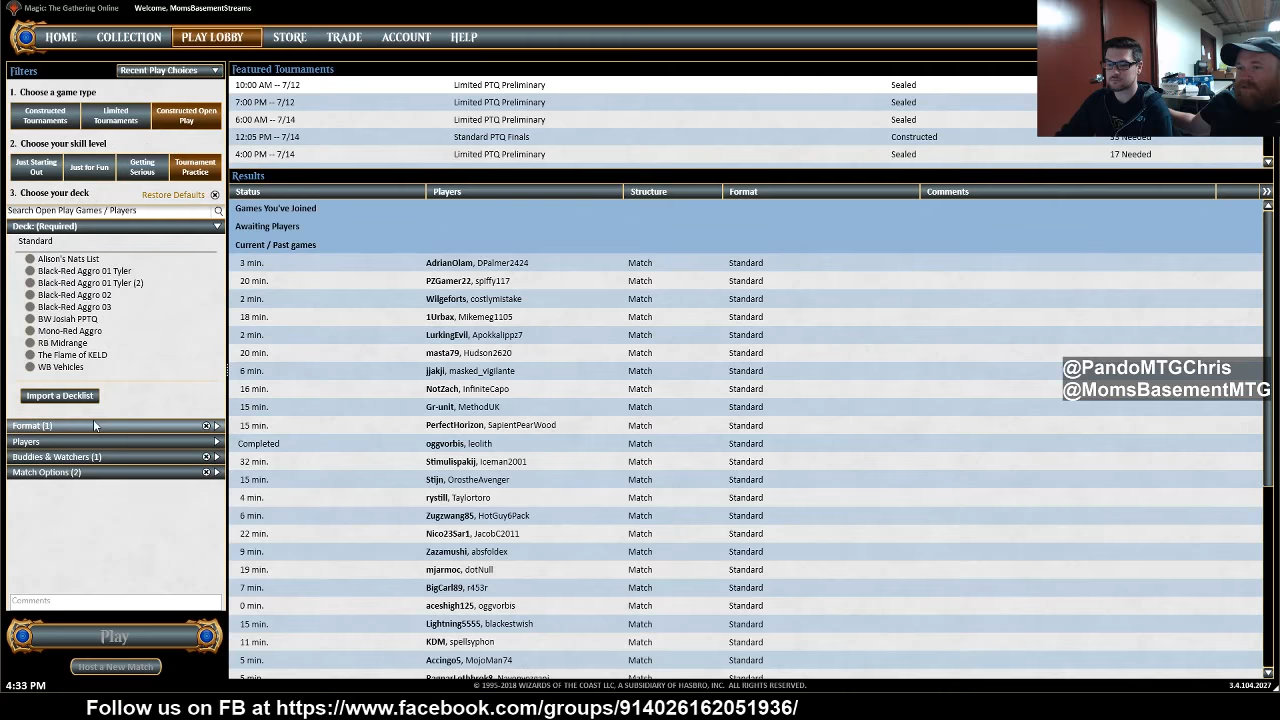 Magic: The Gathering Online Welcome, MomsBasementStreams
HOME COLLECTION PLAY LOBBY STORE TRADE ACCOUNT HELP
Filters Recent Play Choices
1. Choose a game type
Constructed Tournaments Limited Tournaments Constructed Open Play
2. Choose your skill level
Just Starting Out Just for Fun Getting Serious Tournament Practice
3. Choose your deck Restore Defaults
Search Open Play Games / Players
Deck: (Required)
Standard
Alison's Nats List
Black-Red Aggro 01 Tyler
Black-Red Aggro 01 Tyler (2)
Black-Red Aggro 02
Black-Red Aggro 03
BW Josiah PPTQ
Mono-Red Aggro
RB Midrange
The Flame of KELD
WB Vehicles
Import a Decklist
Format (1)
Players
Buddies & Watchers (1)
Match Options (2)
Comments
Play
Host a New Match
4:33 PM
Featured Tournaments
10:00 AM -- 7/12 Limited PTQ Preliminary Sealed
7:00 PM -- 7/12 Limited PTQ Preliminary Sealed
6:00 AM -- 7/14 Limited PTQ Preliminary Sealed
12:05 PM -- 7/14 Standard PTQ Finals Constructed Needed
4:00 PM -- 7/14 Limited PTQ Preliminary Sealed 17 Needed
Results
Status Players Structure Format Comments
Games You've Joined
Awaiting Players
Current / Past games
3 min. AdrianOlam, DPalmer2424 Match Standard
20 min. PZGamer22, spiffy117 Match Standard
2 min. Wilgeforts, costlymistake Match Standard
18 min. 1Urbax, Mikemeg1105 Match Standard
2 min. LurkingEvil, Apokkalippz7 Match Standard
20 min. masta79, Hudson2620 Match Standard
6 min. jjakji, masked_vigilante Match Standard
16 min. NotZach, InfiniteCapo Match Standard
15 min. Gr-unit, MethodUK Match Standard
15 min. PerfectHorizon, SapientPearWood Match Standard
Completed oggvorbis, leolith Match Standard
32 min. Stimulispakij, Iceman2001 Match Standard
15 min. Stijn, OrostheAvenger Match Standard
4 min. rystill, Taylortoro Match Standard
6 min. Zugzwang85, HotGuy6Pack Match Standard
22 min. Nico23Sar1, JacobC2011 Match Standard
9 min. Zazamushi, absfoldex Match Standard
19 min. mjarmoc, dotNull Match Standard
7 min. BigCarl89, r453r Match Standard
0 min. aceshigh125, oggvorbis Match Standard
15 min. Lightning5555, blackestwish Match Standard
11 min. KDM, spellsyphon Match Standard
5 min. Accingo5, MojoMan74 Match Standard
@PandoMTGChris
@MomsBasementMTG
© 1995-2018 WIZARDS OF THE COAST LLC, A SUBSIDIARY OF HASBRO, INC. ALL RIGHTS RESERVED.
3.4.104.2027
Follow us on FB at https://www.facebook.com/groups/914026162051936/